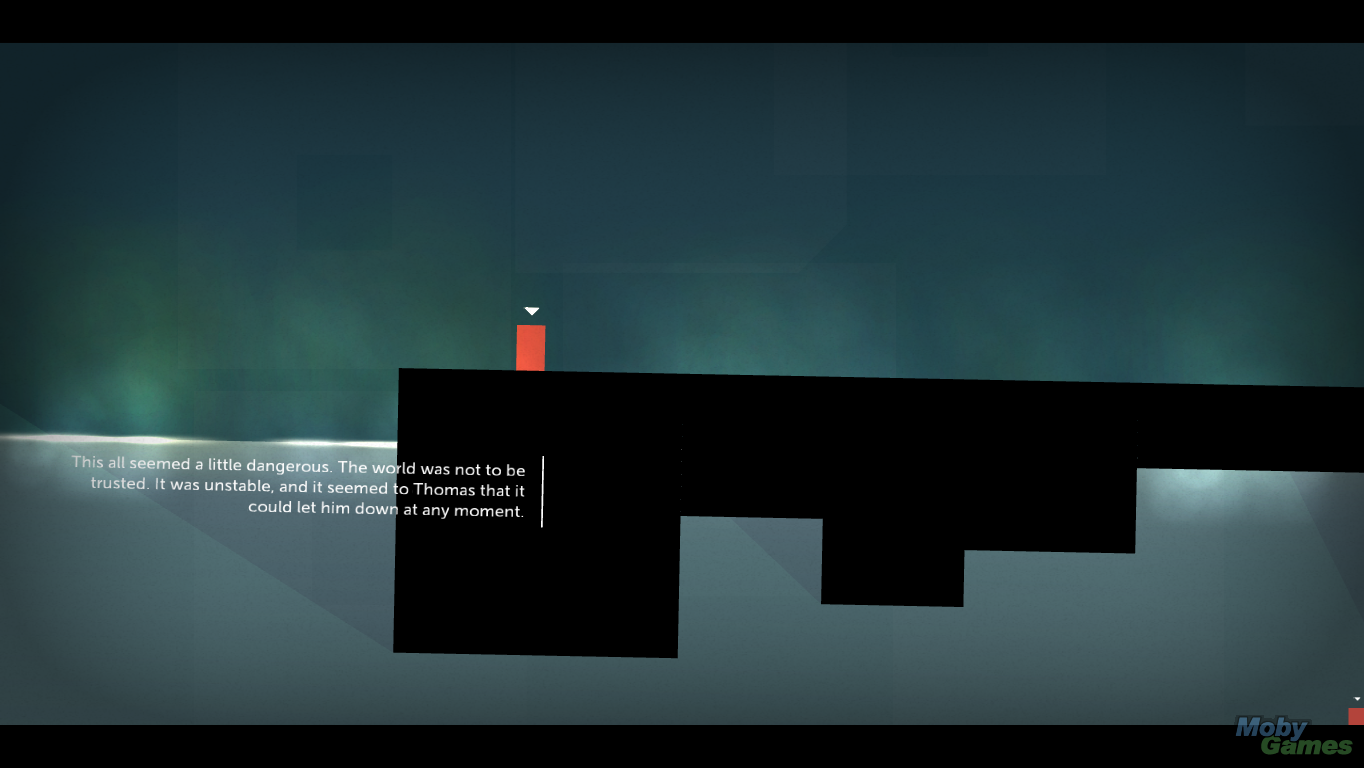 This all seemed a little dangerous. The world was not to be
trusted. It was unstable, and it seemed to Thomas that it
could let him down at any moment.
Moby
Games